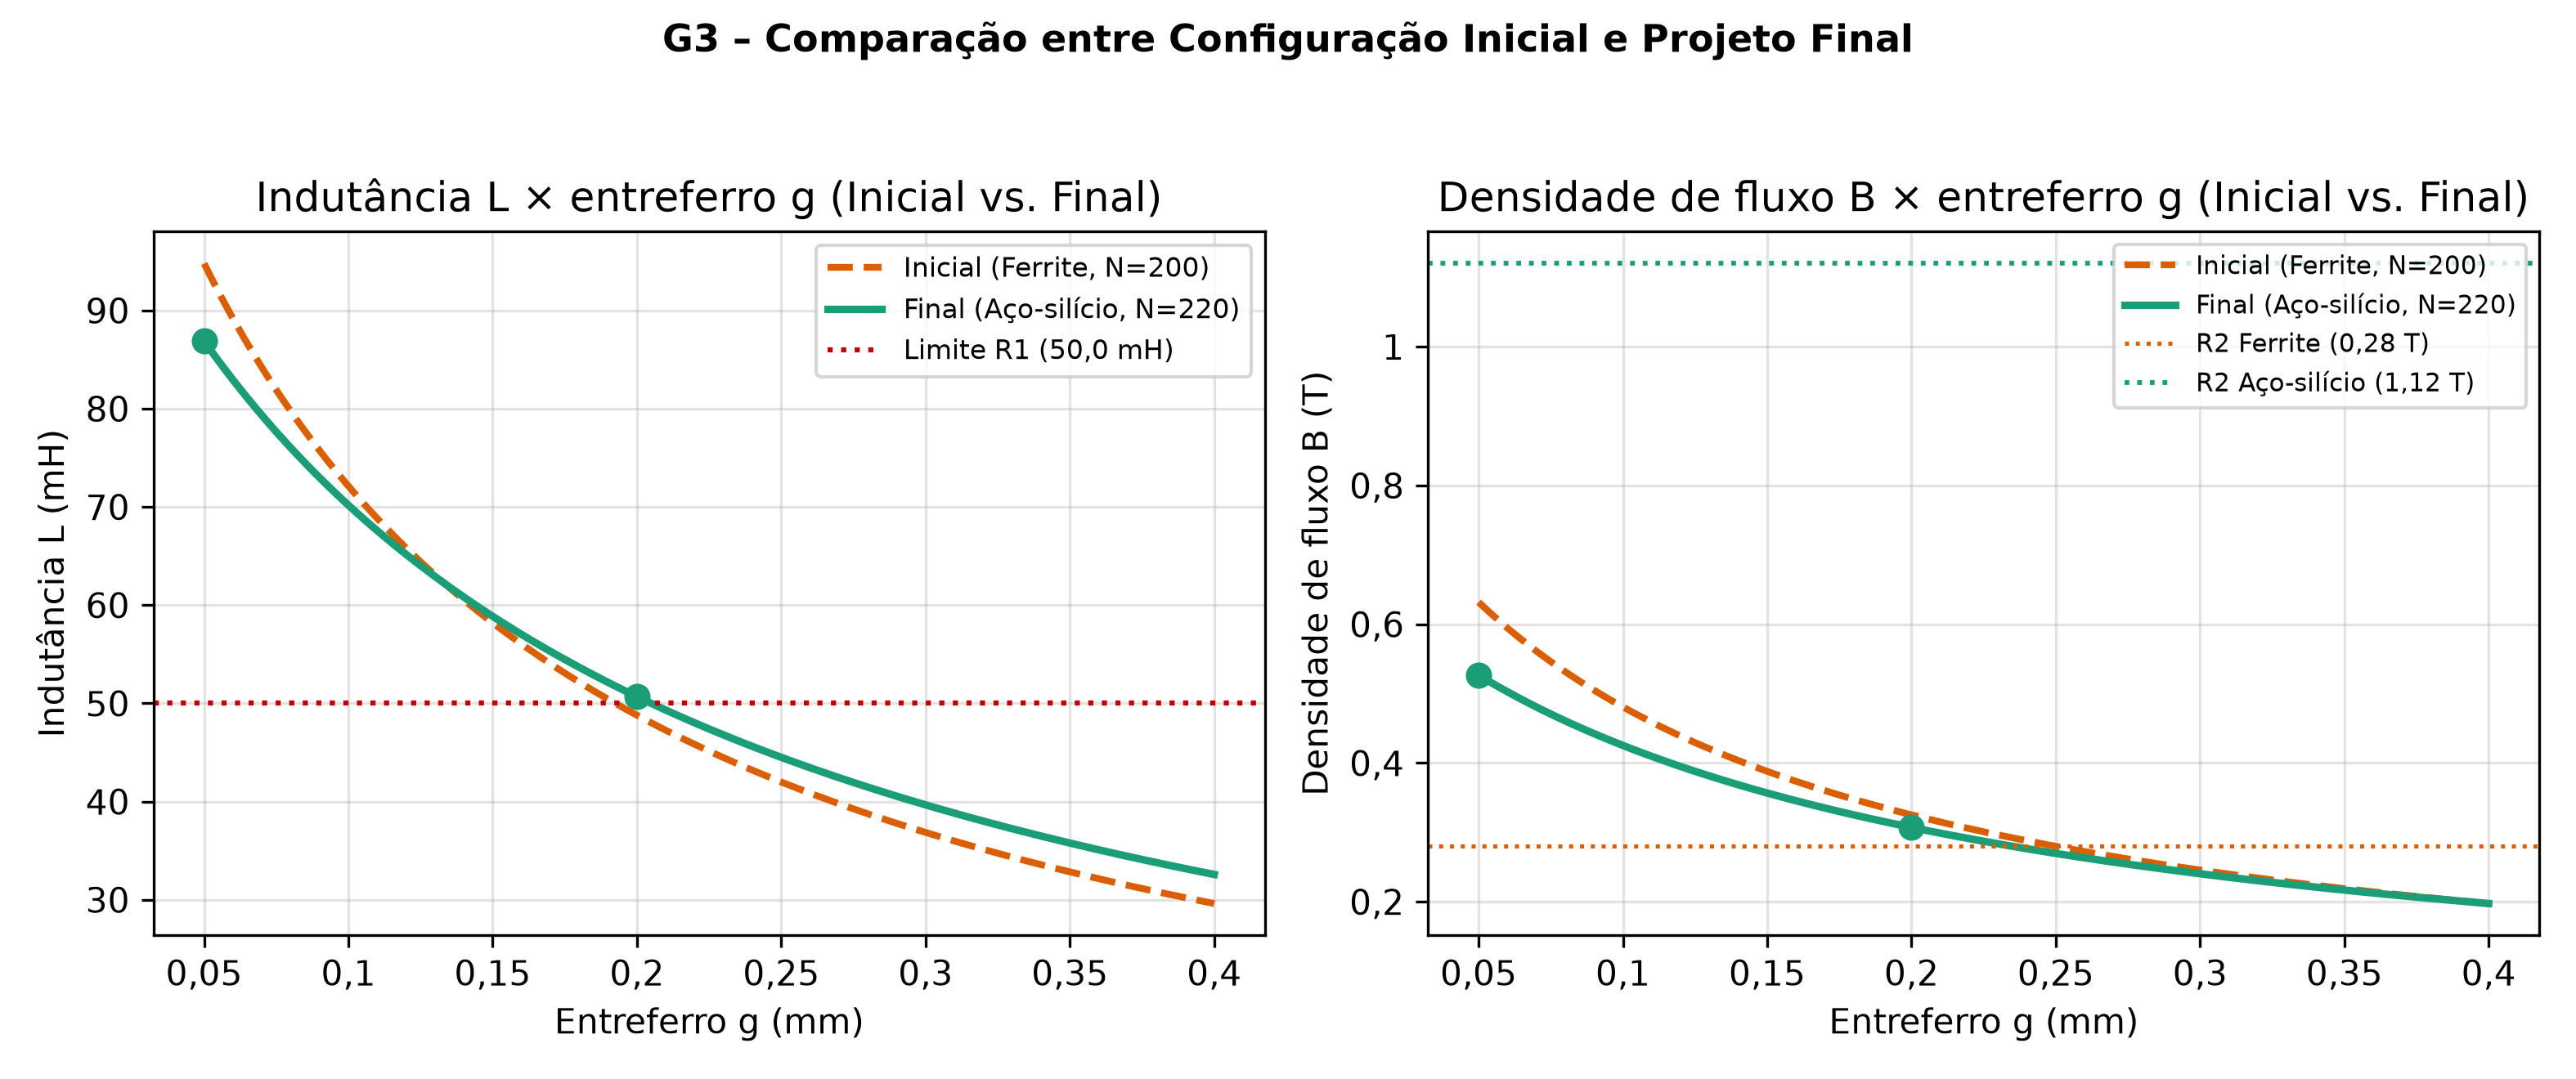 G3 – Comparação entre Configuração Inicial e Projeto Final
Indutância L × entreferro g (Inicial vs. Final)
Indutância L (mH)
90
80
70
60
50
40
30
Inicial (Ferrite, N=200)
Final (Aço-silício, N=220)
Limite R1 (50,0 mH)
0,05 0,1 0,15 0,2 0,25 0,3 0,35 0,4
Entreferro g (mm)
Densidade de fluxo B × entreferro g (Inicial vs. Final)
Densidade de fluxo B (T)
1
0,8
0,6
0,4
0,2
Inicial (Ferrite, N=200)
Final (Aço-silício, N=220)
R2 Ferrite (0,28 T)
R2 Aço-silício (1,12 T)
0,05 0,1 0,15 0,2 0,25 0,3 0,35 0,4
Entreferro g (mm)